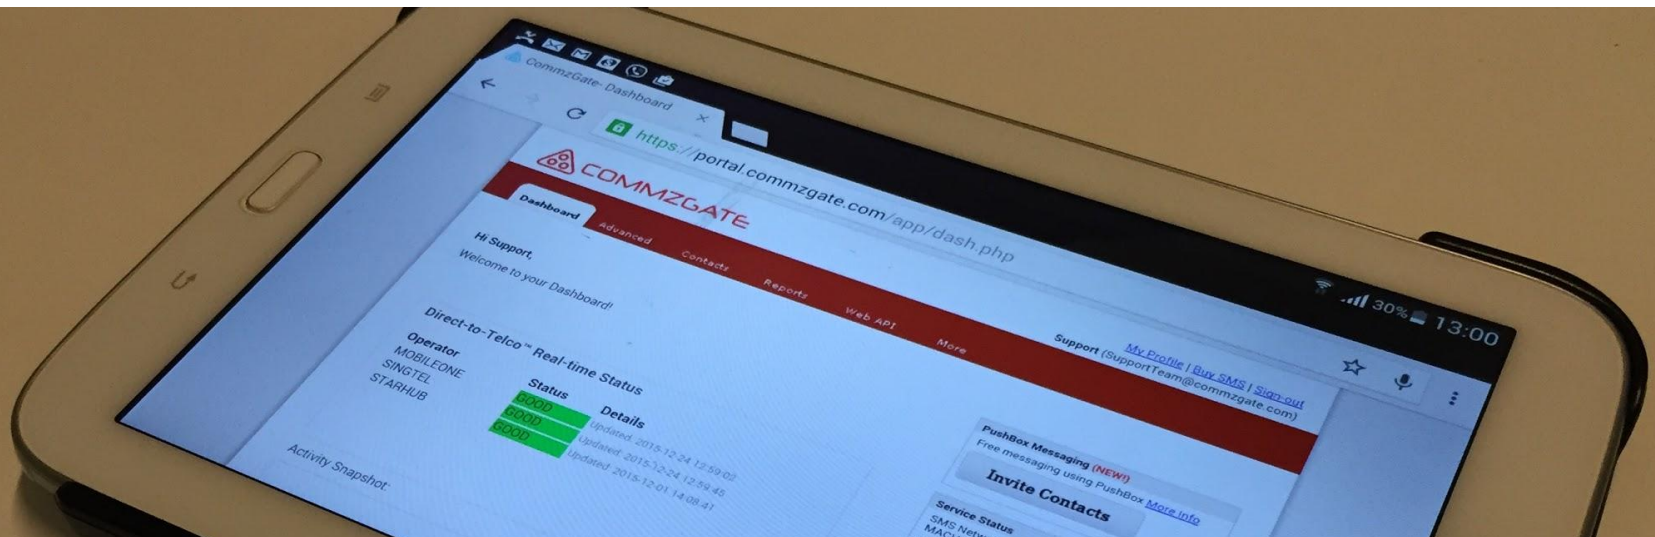 CommzGate- Dashboard
https://portal.commzgate.com/app/dash.php
30% 13:00
COMMZGATE
My Profile | Buy SMS | Sign-out
Support (SupportTeam@commzgate.com)
Dashboard Advanced Contacts Reports Web API More
Hi Support,
Welcome to your Dashboard!
Direct-to-Telco™ Real-time Status
Operator Status Details
MOBILEONE GOOD Updated: 2015-12-24 12:59:02
SINGTEL GOOD Updated: 2015-12-24 12:59:48
STARHUB GOOD Updated: 2015-12-01 14:08:41
Activity Snapshot:
PushBox Messaging (NEW!)
Free messaging using PushBox More Info
Invite Contacts
Service Status
SMS